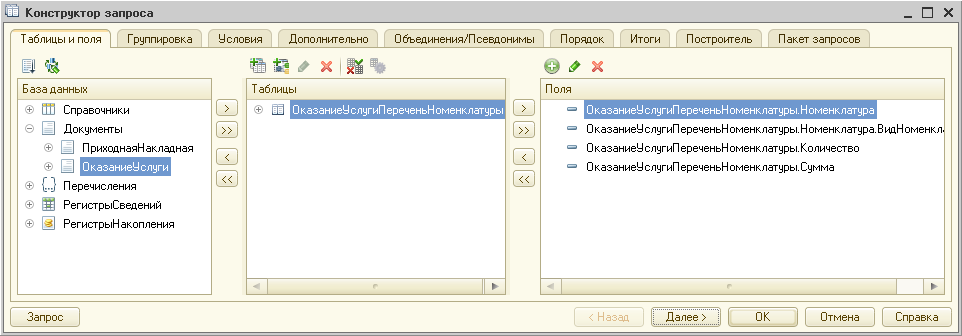 Конструктор запроса
Таблицы и поля Группировка Условия Дополнительно Объединения/Псевдонимы Порядок Итоги Построитель Пакет запросов
База данных
Справочники
Документы
ПриходнаяНакладная
ОказаниеУслуги
Перечисления
РегистрыСведений
РегистрыНакопления
Таблицы
ОказаниеУслугиПереченьНоменклатуры
Поля
ОказаниеУслугиПереченьНоменклатуры.Номенклатура
ОказаниеУслугиПереченьНоменклатуры.Номенклатура.ВидНоменкла
ОказаниеУслугиПереченьНоменклатуры.Количество
ОказаниеУслугиПереченьНоменклатуры.Сумма
Запрос < Назад Далее > OK Отмена Справка